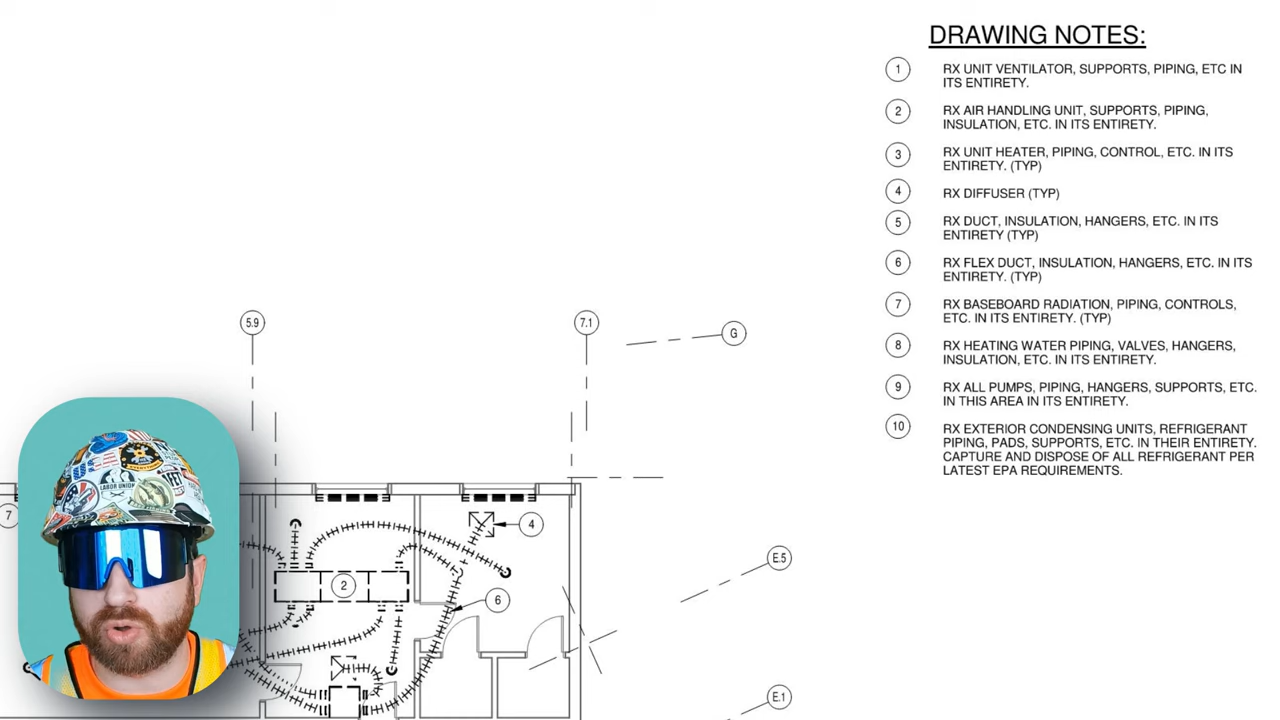 DRAWING NOTES:
1 RX UNIT VENTILATOR, SUPPORTS, PIPING, ETC IN
ITS ENTIRETY.
2 RX AIR HANDLING UNIT, SUPPORTS, PIPING,
INSULATION, ETC. IN ITS ENTIRETY.
3 RX UNIT HEATER, PIPING, CONTROL, ETC. IN ITS
ENTIRETY. (TYP)
4 RX DIFFUSER (TYP)
5 RX DUCT, INSULATION, HANGERS, ETC. IN ITS
ENTIRETY (TYP)
6 RX FLEX DUCT, INSULATION, HANGERS, ETC. IN ITS
ENTIRETY. (TYP)
7 RX BASEBOARD RADIATION, PIPING, CONTROLS,
ETC. IN ITS ENTIRETY. (TYP)
8 RX HEATING WATER PIPING, VALVES, HANGERS,
INSULATION, ETC. IN ITS ENTIRETY.
9 RX ALL PUMPS, PIPING, HANGERS, SUPPORTS, ETC.
IN THIS AREA IN ITS ENTIRETY.
10 RX EXTERIOR CONDENSING UNITS, REFRIGERANT
PIPING, PADS, SUPPORTS, ETC. IN THEIR ENTIRETY.
CAPTURE AND DISPOSE OF ALL REFRIGERANT PER
LATEST EPA REQUIREMENTS.
5.9
7.1
G
7
4
E.5
2
6
E.1
LABOR UNION